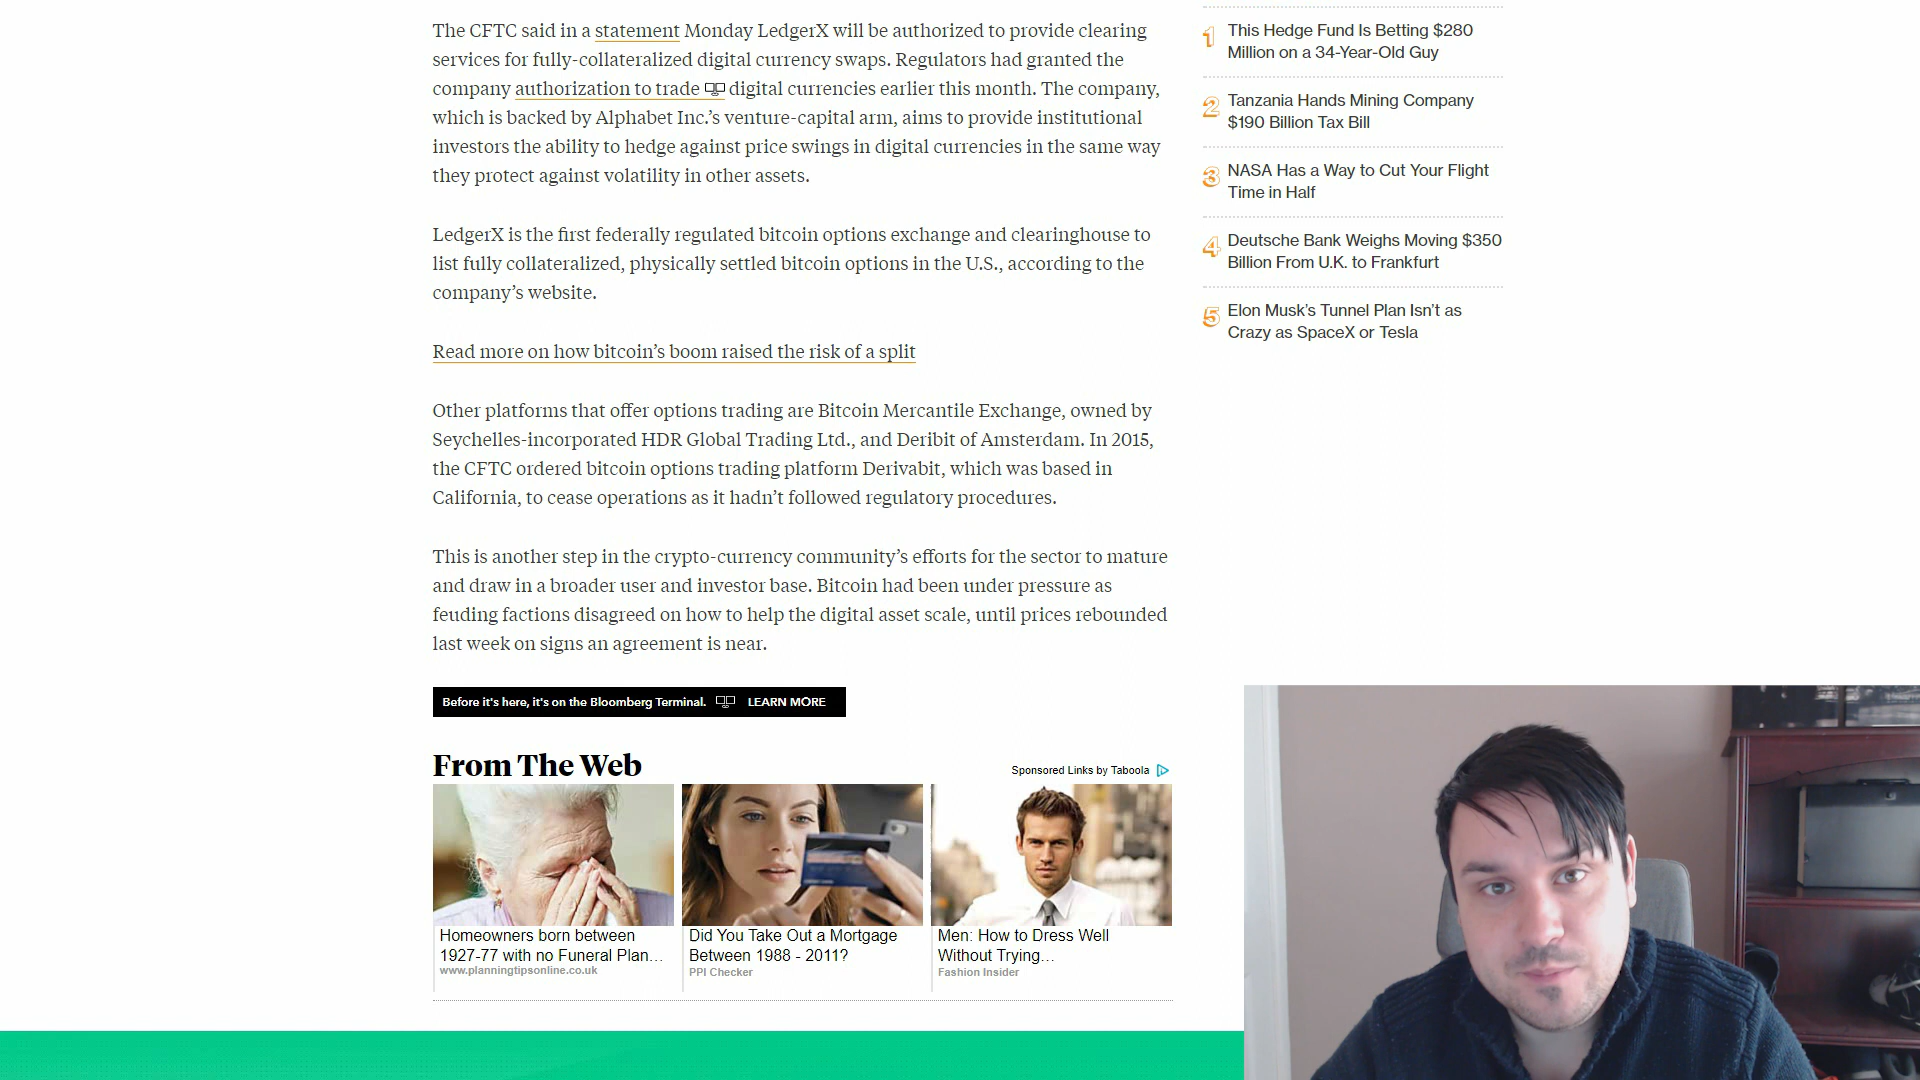 The CFTC said in a statement Monday LedgerX will be authorized to provide clearing
services for fully-collateralized digital currency swaps. Regulators had granted the
company authorization to trade digital currencies earlier this month. The company,
which is backed by Alphabet Inc.’s venture-capital arm, aims to provide institutional
investors the ability to hedge against price swings in digital currencies in the same way
they protect against volatility in other assets.
LedgerX is the first federally regulated bitcoin options exchange and clearinghouse to
list fully collateralized, physically settled bitcoin options in the U.S., according to the
company’s website.
Read more on how bitcoin’s boom raised the risk of a split
Other platforms that offer options trading are Bitcoin Mercantile Exchange, owned by
Seychelles-incorporated HDR Global Trading Ltd., and Deribit of Amsterdam. In 2015,
the CFTC ordered bitcoin options trading platform Derivabit, which was based in
California, to cease operations as it hadn’t followed regulatory procedures.
This is another step in the crypto-currency community’s efforts for the sector to mature
and draw in a broader user and investor base. Bitcoin had been under pressure as
feuding factions disagreed on how to help the digital asset scale, until prices rebounded
last week on signs an agreement is near.
Before it's here, it's on the Bloomberg Terminal. LEARN MORE
From The Web
Sponsored Links by Taboola
Homeowners born between
1927-77 with no Funeral Plan...
www.planningtipsonline.co.uk
Did You Take Out a Mortgage
Between 1988 - 2011?
PPI Checker
Men: How to Dress Well
Without Trying...
Fashion Insider
1 This Hedge Fund Is Betting $280
Million on a 34-Year-Old Guy
2 Tanzania Hands Mining Company
$190 Billion Tax Bill
3 NASA Has a Way to Cut Your Flight
Time in Half
4 Deutsche Bank Weighs Moving $350
Billion From U.K. to Frankfurt
5 Elon Musk’s Tunnel Plan Isn’t as
Crazy as SpaceX or Tesla